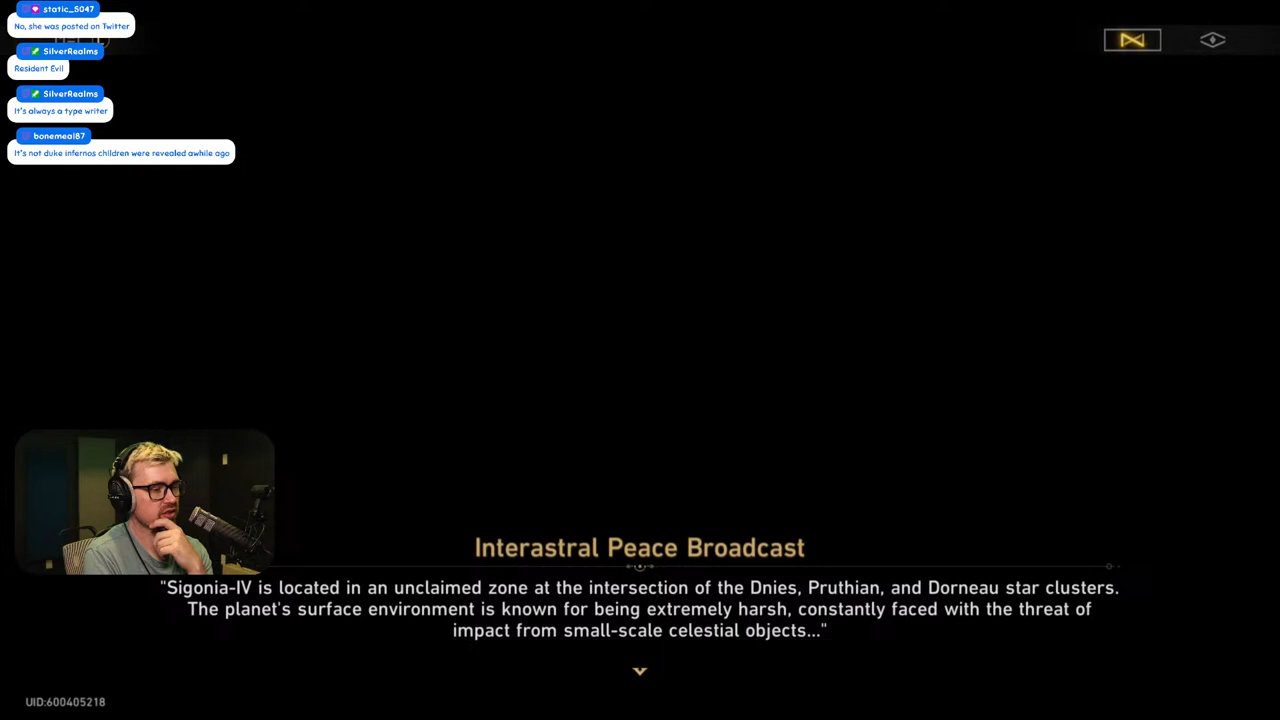 static_5047
No, she was posted on Twitter
SilverRealms
Resident Evil
SilverRealms
It's always a type writer
bonemeal87
It's not duke infernos children were revealed awhile ago
Interastral Peace Broadcast
"Sigonia-IV is located in an unclaimed zone at the intersection of the Dnies, Pruthian, and Dorneau star clusters.
The planet's surface environment is known for being extremely harsh, constantly faced with the threat of
impact from small-scale celestial objects..."
UID:600405218